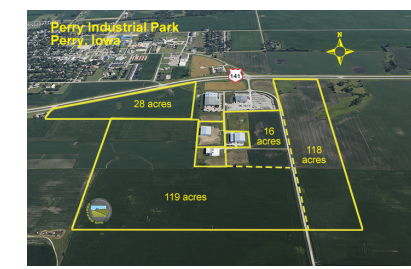 Perry Industrial Park
Perry, Iowa
N
141
28 acres
16
acres
118
acres
119 acres